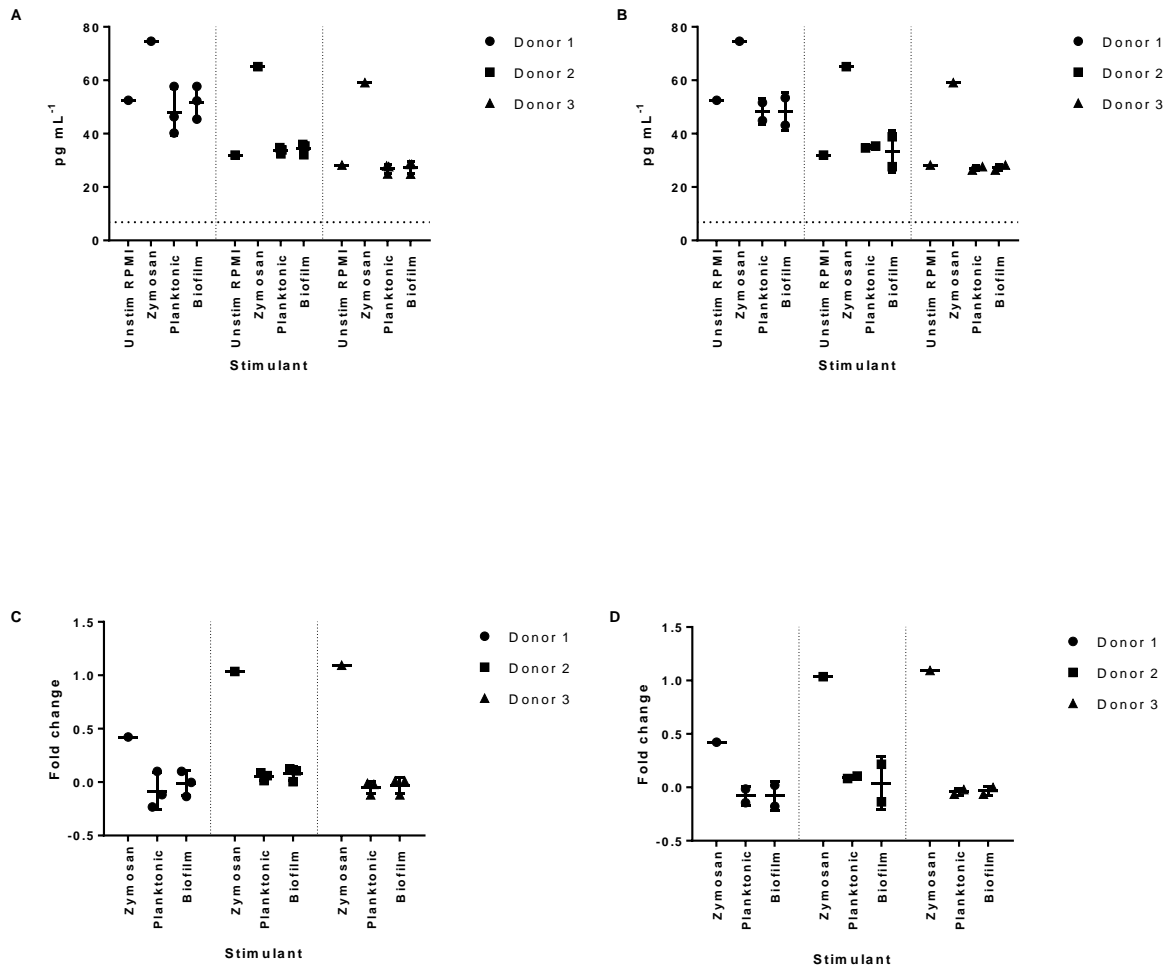 A
pg mL-1
80
60
40
20
0
Unstim RPMI
Zymosan
Planktonic
Biofilm
Unstim RPMI
Zymosan
Planktonic
Biofilm
Unstim RPMI
Zymosan
Planktonic
Biofilm
Stimulant
Donor 1
Donor 2
Donor 3
B
pg mL-1
80
60
40
20
0
Unstim RPMI
Zymosan
Planktonic
Biofilm
Unstim RPMI
Zymosan
Planktonic
Biofilm
Unstim RPMI
Zymosan
Planktonic
Biofilm
Stimulant
Donor 1
Donor 2
Donor 3
C
Fold change
1.5
1.0
0.5
0.0
-0.5
Zymosan
Planktonic
Biofilm
Zymosan
Planktonic
Biofilm
Zymosan
Planktonic
Biofilm
Stimulant
Donor 1
Donor 2
Donor 3
D
Fold change
1.5
1.0
0.5
0.0
-0.5
Zymosan
Planktonic
Biofilm
Zymosan
Planktonic
Biofilm
Zymosan
Planktonic
Biofilm
Stimulant
Donor 1
Donor 2
Donor 3